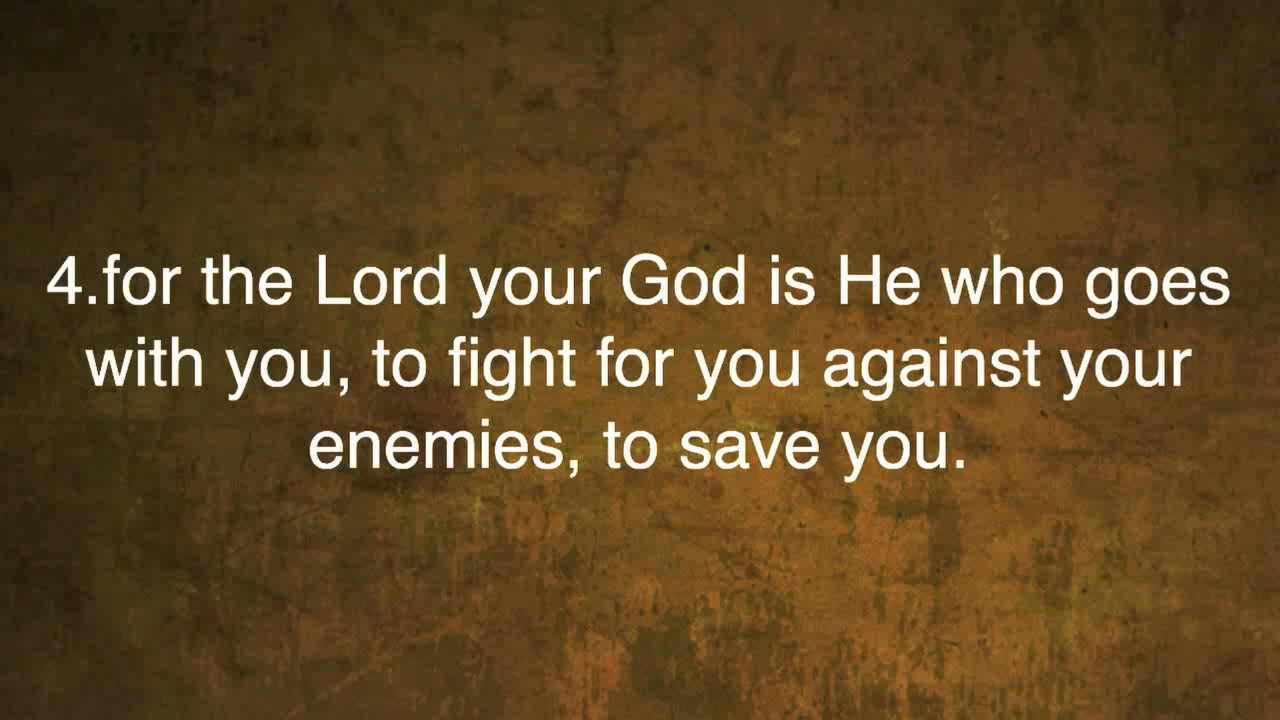 4.for the Lord your God is He who goes
with you, to fight for you against your
enemies, to save you.